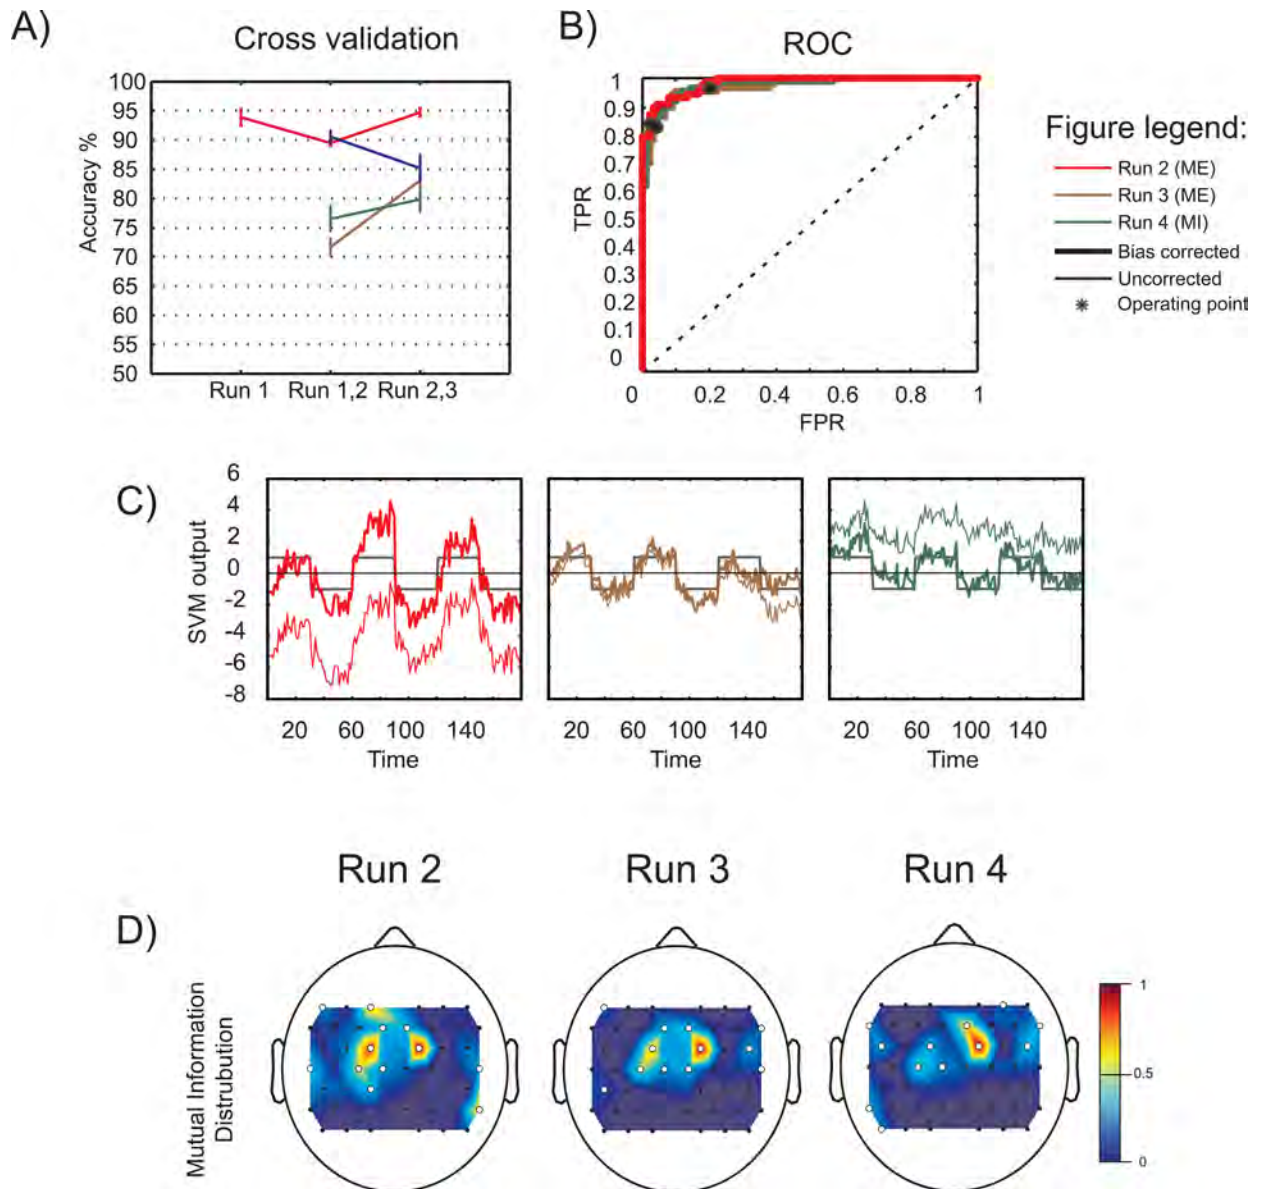 A)
Cross validation
100
95
90
85
80
75
70
65
60
55
50
Accuracy %
Run 1 Run 1,2 Run 2,3
B)
ROC
1
0.9
0.8
0.7
0.6
0.5
0.4
0.3
0.2
0.1
0
TPR
0 0.2 0.4 0.6 0.8 1
FPR
Figure legend:
Run 2 (ME)
Run 3 (ME)
Run 4 (MI)
Bias corrected
Uncorrected
* Operating point
C)
6
4
2
0
-2
-4
-6
-8
SVM output
20 60 100 140
Time
20 60 100 140
Time
20 60 100 140
Time
Run 2
Run 3
Run 4
D)
Mutual Information
Distrubution
1
0.5
0